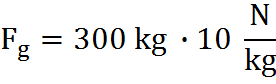 F_g = 300 kg · 10 N/kg